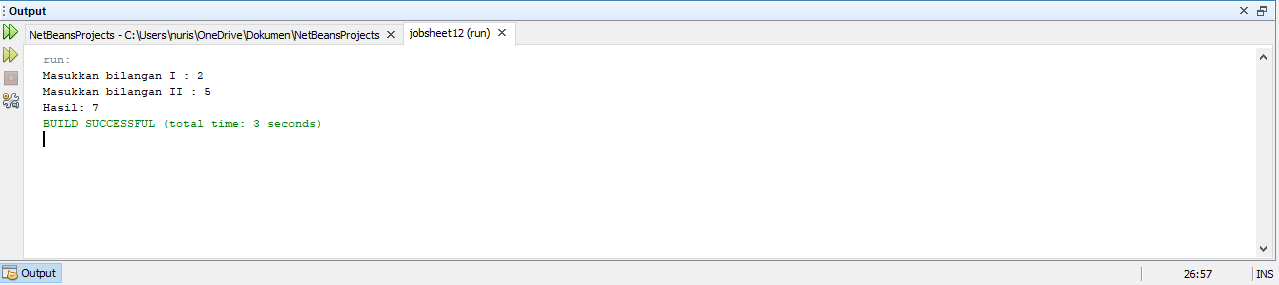 Output
NetBeansProjects - C:\Users\nuris\OneDrive\Dokumen\NetBeansProjects
jobsheet12 (run)
run:
Masukkan bilangan I : 2
Masukkan bilangan II : 5
Hasil: 7
BUILD SUCCESSFUL (total time: 3 seconds)
Output
26:57
INS